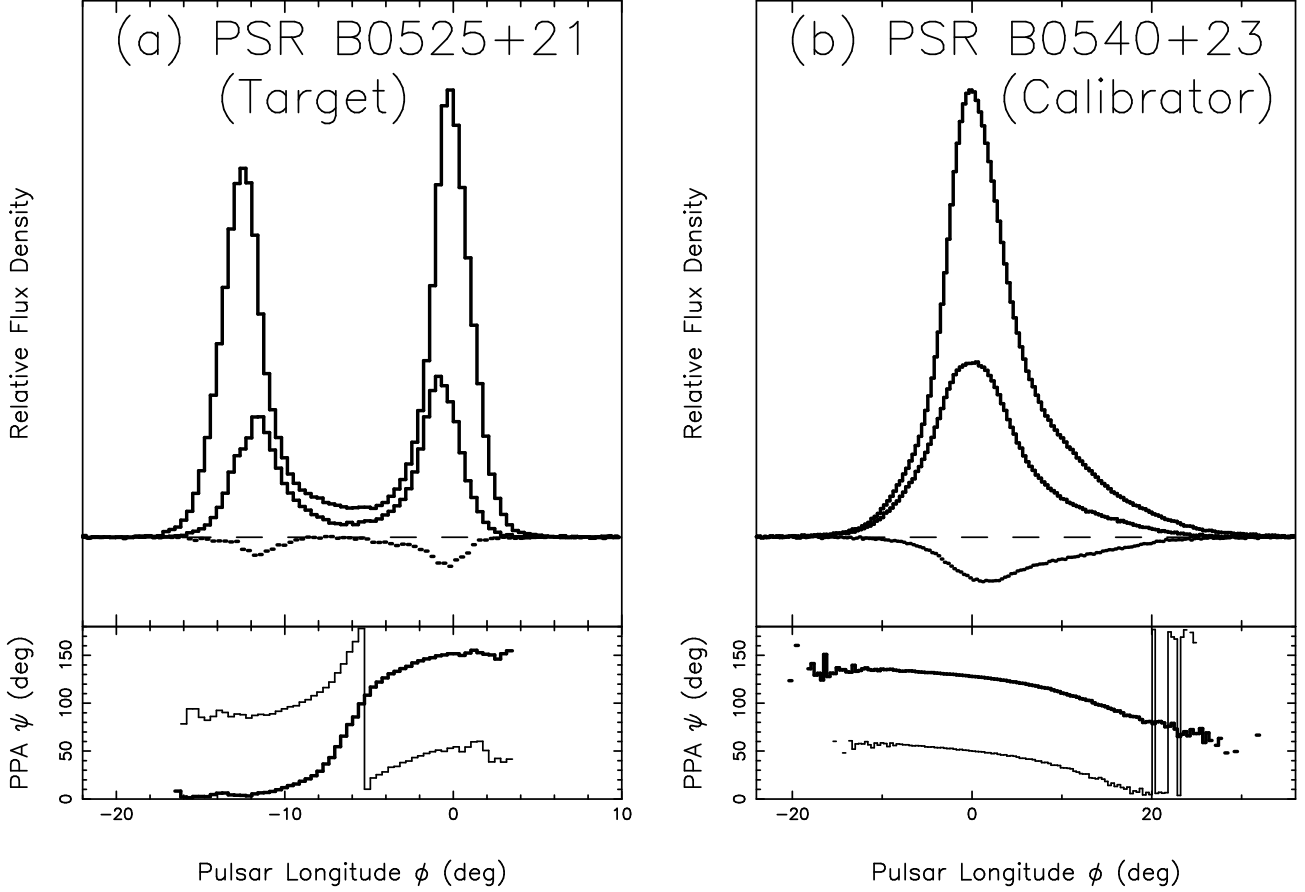 (a) PSR B0525+21
(Target)
Relative Flux Density
PPA ψ (deg)
150
100
50
0
−20
−10
0
10
Pulsar Longitude ϕ (deg)
(b) PSR B0540+23
(Calibrator)
Relative Flux Density
PPA ψ (deg)
150
100
50
0
−20
0
20
Pulsar Longitude ϕ (deg)